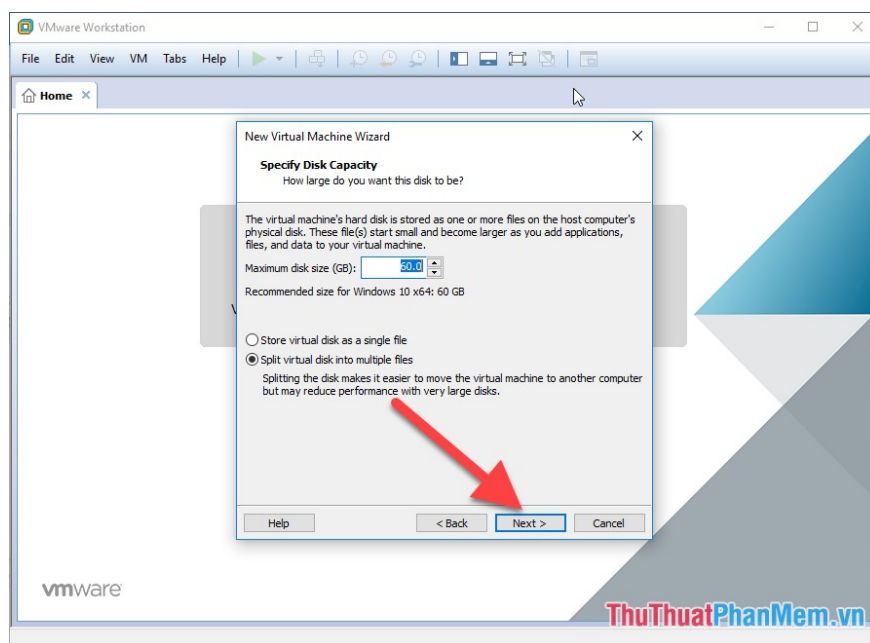 VMware Workstation
File Edit View VM Tabs Help
Home
New Virtual Machine Wizard
Specify Disk Capacity
How large do you want this disk to be?
The virtual machine's hard disk is stored as one or more files on the host computer's
physical disk. These file(s) start small and become larger as you add applications,
files, and data to your virtual machine.
Maximum disk size (GB): 60.0
Recommended size for Windows 10 x64: 60 GB
Store virtual disk as a single file
Split virtual disk into multiple files
Splitting the disk makes it easier to move the virtual machine to another computer
but may reduce performance with very large disks.
Help < Back Next > Cancel
vmware
ThuThuatPhanMem.vn